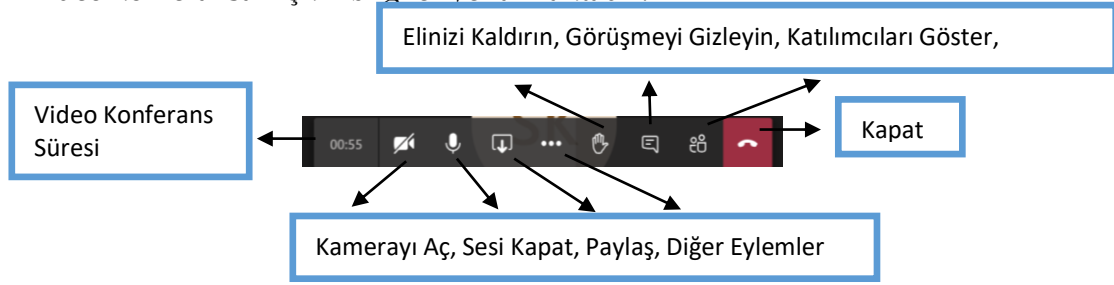 Elinizi Kaldırın, Görüşmeyi Gizleyin, Katılımcıları Göster,
Video Konferans
Süresi
00:55
SK
Kapat
Kamerayı Aç, Sesi Kapat, Paylaş, Diğer Eylemler